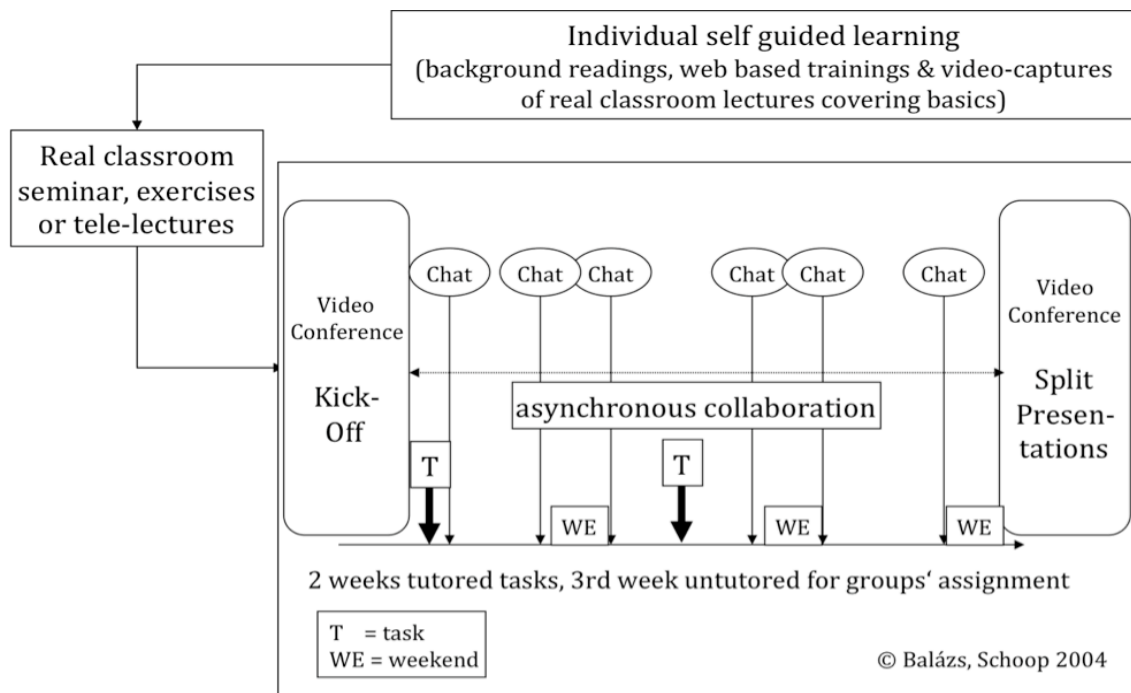 Individual self guided learning
(background readings, web based trainings & video-captures
of real classroom lectures covering basics)
Real classroom
seminar, exercises
or tele-lectures
Video
Conference
Kick-
Off
Chat
Chat
Chat
Chat
Chat
Chat
Video
Conference
Split
Presen-
tations
asynchronous collaboration
T
T
WE
WE
WE
2 weeks tutored tasks, 3rd week untutored for groups‘ assignment
T = task
WE = weekend
© Balázs, Schoop 2004